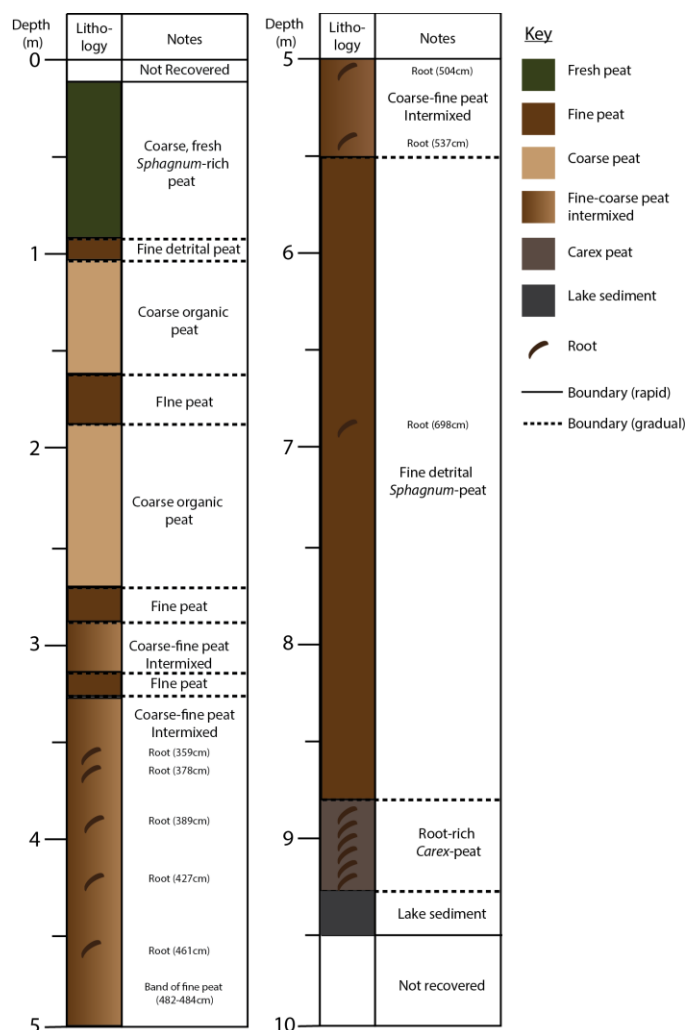 Depth
(m)
Litho-
logy
Notes
0
Not Recovered
Coarse, fresh
Sphagnum-rich
peat
1
Fine detrital peat
Coarse organic
peat
FIne peat
2
Coarse organic
peat
Fine peat
3
Coarse-fine peat
Intermixed
FIne peat
Coarse-fine peat
Intermixed
Root (359cm)
Root (378cm)
Root (389cm)
4
Root (427cm)
Root (461cm)
Band of fine peat
(482-484cm)
5
Depth
(m)
Litho-
logy
Notes
5
Root (504cm)
Coarse-fine peat
Intermixed
Root (537cm)
6
Root (698cm)
7
Fine detrital
Sphagnum-peat
8
9
Root-rich
Carex-peat
Lake sediment
Not recovered
10
Key
Fresh peat
Fine peat
Coarse peat
Fine-coarse peat
intermixed
Carex peat
Lake sediment
Root
Boundary (rapid)
Boundary (gradual)